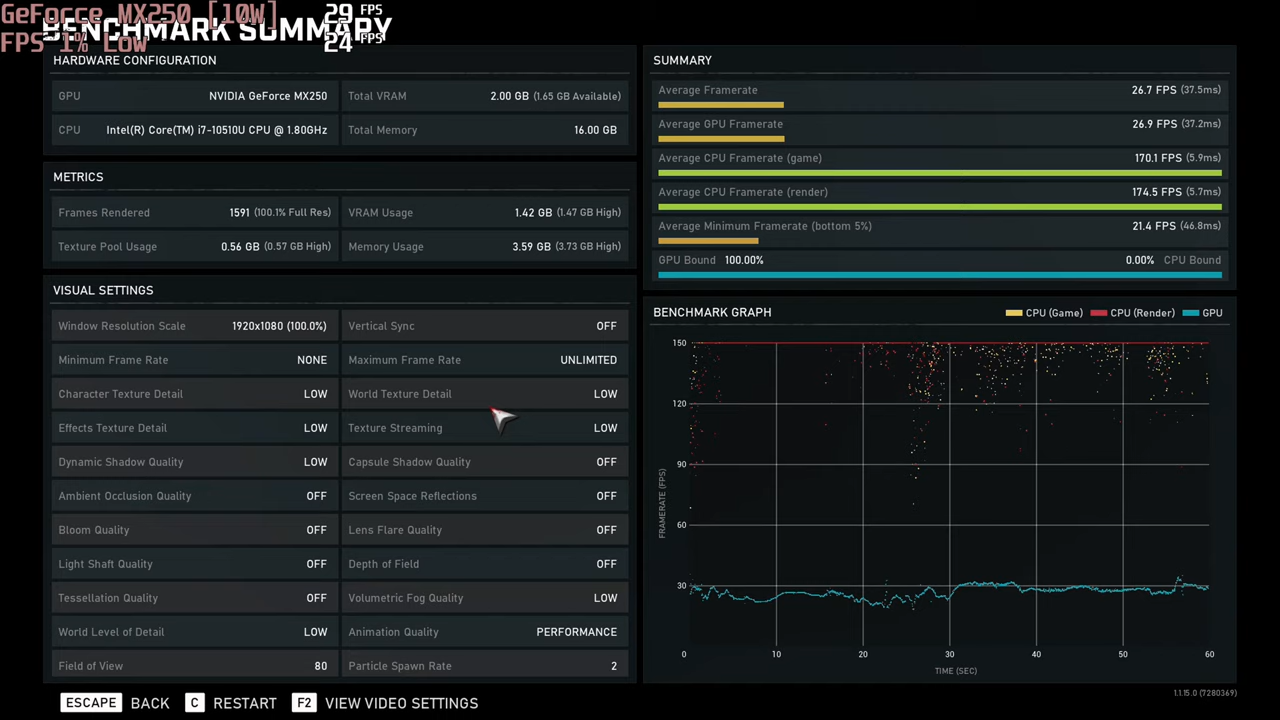 GeForce MX250 [10W] 29 FPS
FPS 1% Low 24 FPS
BENCHMARK SUMMARY
HARDWARE CONFIGURATION
GPU NVIDIA GeForce MX250
Total VRAM 2.00 GB (1.65 GB Available)
CPU Intel(R) Core(TM) i7-10510U CPU @ 1.80GHz
Total Memory 16.00 GB
METRICS
Frames Rendered 1591 (100.1% Full Res)
VRAM Usage 1.42 GB (1.47 GB High)
Texture Pool Usage 0.56 GB (0.57 GB High)
Memory Usage 3.59 GB (3.73 GB High)
VISUAL SETTINGS
Window Resolution Scale 1920x1080 (100.0%)
Vertical Sync OFF
Minimum Frame Rate NONE
Maximum Frame Rate UNLIMITED
Character Texture Detail LOW
World Texture Detail LOW
Effects Texture Detail LOW
Texture Streaming LOW
Dynamic Shadow Quality LOW
Capsule Shadow Quality OFF
Ambient Occlusion Quality OFF
Screen Space Reflections OFF
Bloom Quality OFF
Lens Flare Quality OFF
Light Shaft Quality OFF
Depth of Field OFF
Tessellation Quality OFF
Volumetric Fog Quality LOW
World Level of Detail LOW
Animation Quality PERFORMANCE
Field of View 80
Particle Spawn Rate 2
SUMMARY
Average Framerate 26.7 FPS (37.5ms)
Average GPU Framerate 26.9 FPS (37.2ms)
Average CPU Framerate (game) 170.1 FPS (5.9ms)
Average CPU Framerate (render) 174.5 FPS (5.7ms)
Average Minimum Framerate (bottom 5%) 21.4 FPS (46.8ms)
GPU Bound 100.00% 0.00% CPU Bound
BENCHMARK GRAPH
CPU (Game) CPU (Render) GPU
150
120
90
60
30
FRAMERATE (FPS)
0 10 20 30 40 50 60
TIME (SEC)
1.1.15.0 (7280369)
ESCAPE BACK C RESTART F2 VIEW VIDEO SETTINGS